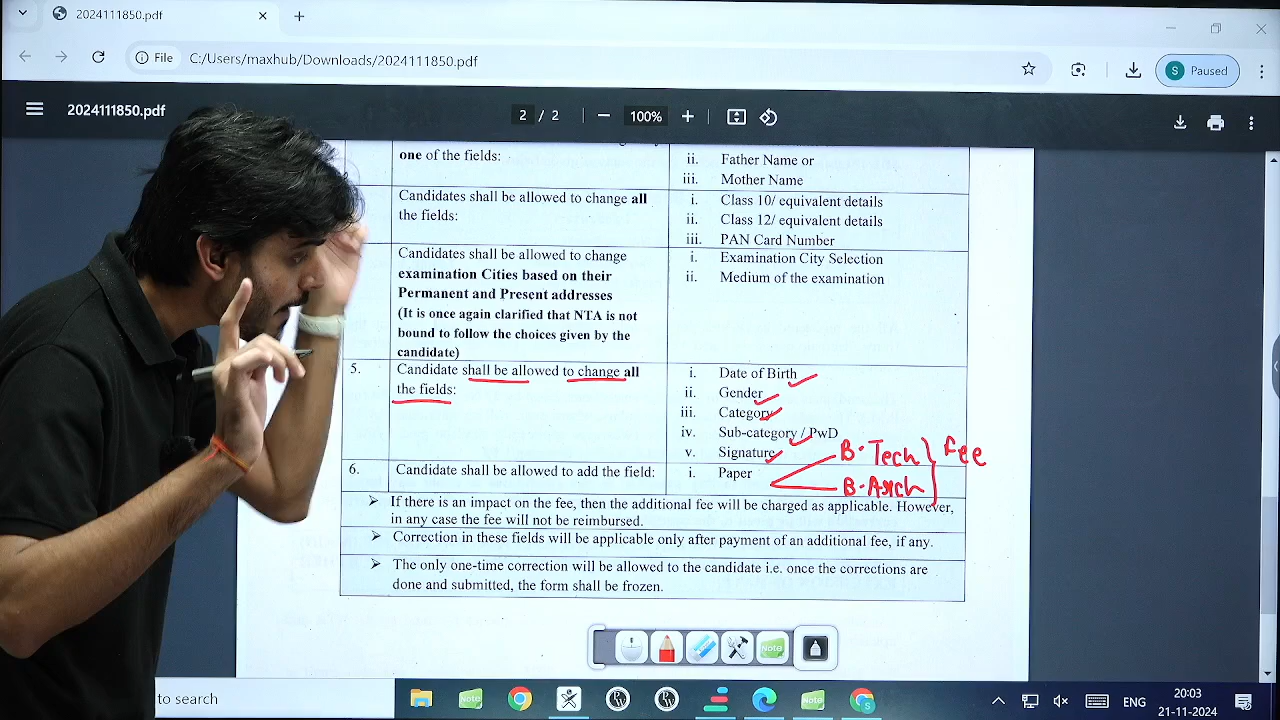 2024111850.pdf
File C:/Users/maxhub/Downloads/2024111850.pdf
S Paused
2024111850.pdf
2 / 2
100%
one of the fields:
ii. Father Name or
iii. Mother Name
Candidates shall be allowed to change all
the fields:
i. Class 10/ equivalent details
ii. Class 12/ equivalent details
iii. PAN Card Number
Candidates shall be allowed to change
examination Cities based on their
Permanent and Present addresses
(It is once again clarified that NTA is not
bound to follow the choices given by the
candidate)
i. Examination City Selection
ii. Medium of the examination
5. Candidate shall be allowed to change all
the fields:
i. Date of Birth
ii. Gender
iii. Category
iv. Sub-category / PwD
v. Signature
B.Tech
Fee
6. Candidate shall be allowed to add the field:
i. Paper
B.Arch
➢ If there is an impact on the fee, then the additional fee will be charged as applicable. However,
in any case the fee will not be reimbursed.
➢ Correction in these fields will be applicable only after payment of an additional fee, if any.
➢ The only one-time correction will be allowed to the candidate i.e. once the corrections are
done and submitted, the form shall be frozen.
Note
to search
Note
Note
S
ENG
20:03
21-11-2024